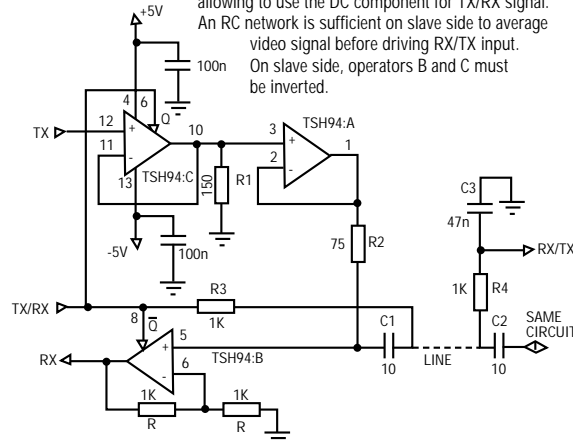 allowing to use the DC component for TX/RX signal.
An RC network is sufficient on slave side to average
video signal before driving RX/TX input.
On slave side, operators B and C must
be inverted.
+5V
100n
4 6
Q
12
+
10
TX
11
-
TSH94:C
13
150
R1
-5V
100n
TSH94:A
3
+
2
-
1
75
R2
C3
47n
RX/TX
1K
R4
TX/RX
R3
1K
8
Q
5
+
TSH94:B
6
-
RX
C1
10
LINE
C2
10
SAME
CIRCUIT
1K
R
1K
R